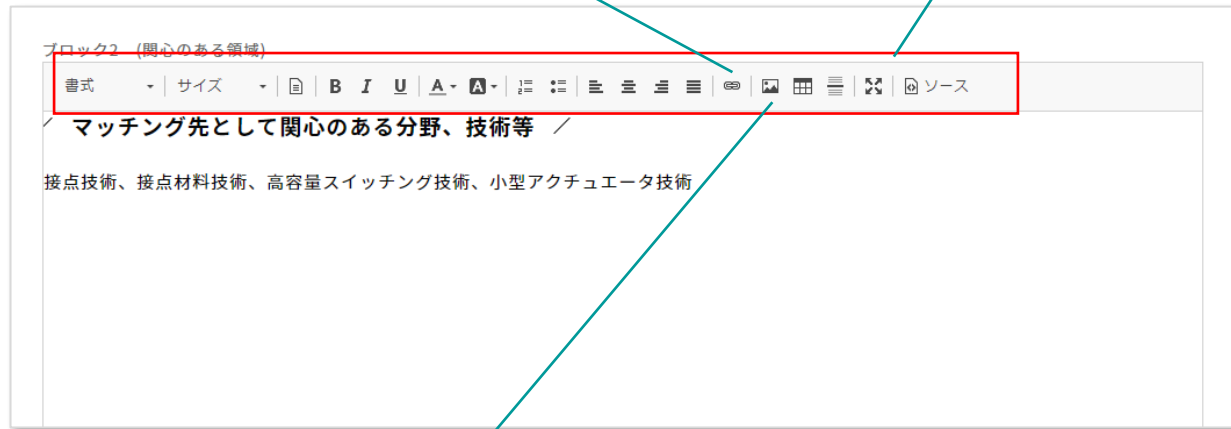 ブロック2 (関心のある領域)
書式 サイズ B I U A A ソース
／ マッチング先として関心のある分野、技術等 ／
接点技術、接点材料技術、高容量スイッチング技術、小型アクチュエータ技術